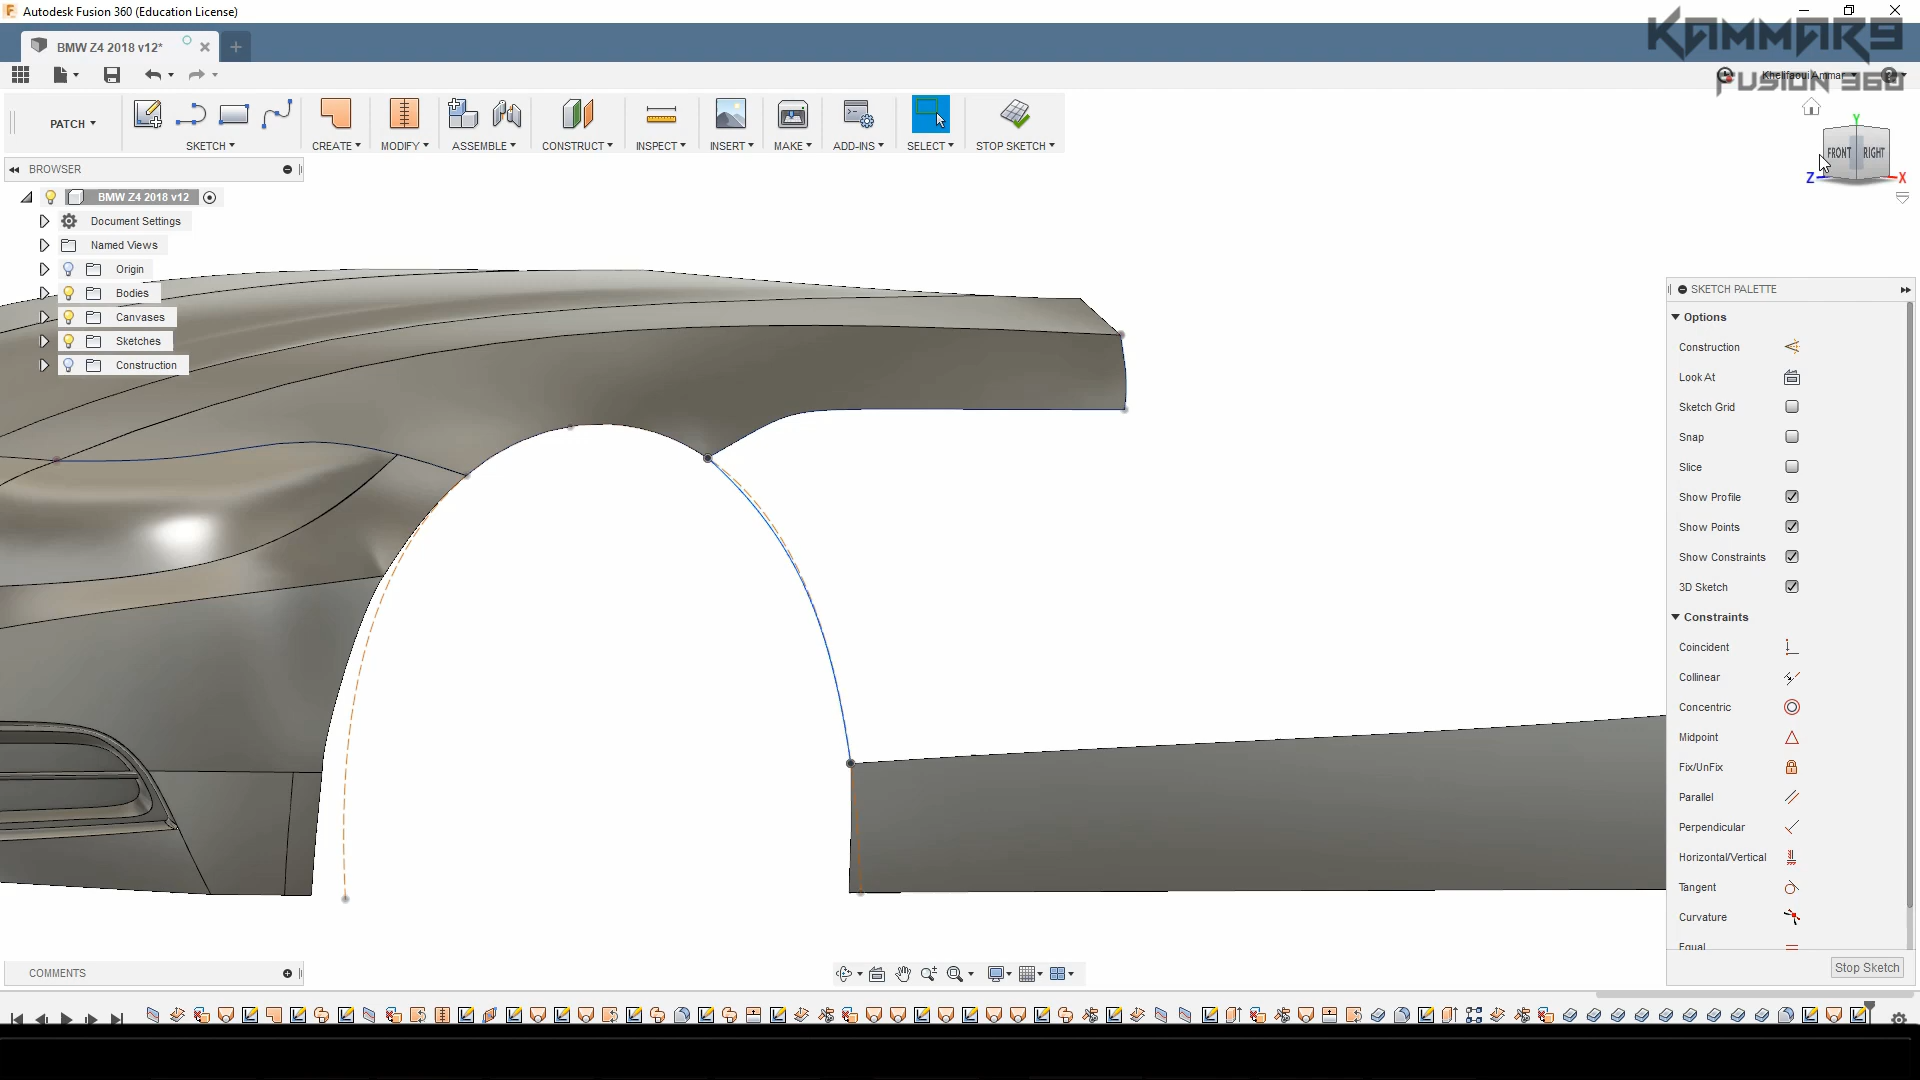 Autodesk Fusion 360 (Education License)
KAMMAR9
FUSION 360
BMW Z4 2018 v12*
Khelifaoui Ammar
PATCH
SKETCH
CREATE
MODIFY
ASSEMBLE
CONSTRUCT
INSPECT
INSERT
MAKE
ADD-INS
SELECT
STOP SKETCH
Y
FRONT
RIGHT
Z
X
BROWSER
BMW Z4 2018 v12
Document Settings
Named Views
Origin
Bodies
Canvases
Sketches
Construction
SKETCH PALETTE
Options
Construction
Look At
Sketch Grid
Snap
Slice
Show Profile
Show Points
Show Constraints
3D Sketch
Constraints
Coincident
Collinear
Concentric
Midpoint
Fix/UnFix
Parallel
Perpendicular
Horizontal/Vertical
Tangent
Curvature
Equal
Stop Sketch
COMMENTS